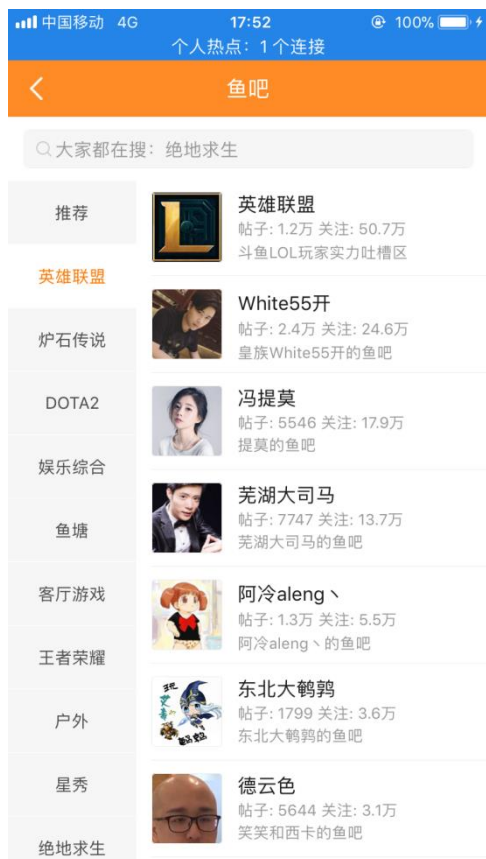 中国移动 4G 17:52 100%
个人热点：1个连接
鱼吧
大家都在搜：绝地求生
推荐
英雄联盟
炉石传说
DOTA2
娱乐综合
鱼塘
客厅游戏
王者荣耀
户外
星秀
绝地求生
英雄联盟
帖子: 1.2万 关注: 50.7万
斗鱼LOL玩家实力吐槽区
White55开
帖子: 2.4万 关注: 24.6万
皇族White55开的鱼吧
冯提莫
帖子: 5546 关注: 17.9万
提莫的鱼吧
芜湖大司马
帖子: 7747 关注: 13.7万
芜湖大司马的鱼吧
阿冷aleng丶
帖子: 1.3万 关注: 5.5万
阿冷aleng丶的鱼吧
东北大鹌鹑
帖子: 1799 关注: 3.6万
东北大鹌鹑的鱼吧
德云色
帖子: 5644 关注: 3.1万
笑笑和西卡的鱼吧